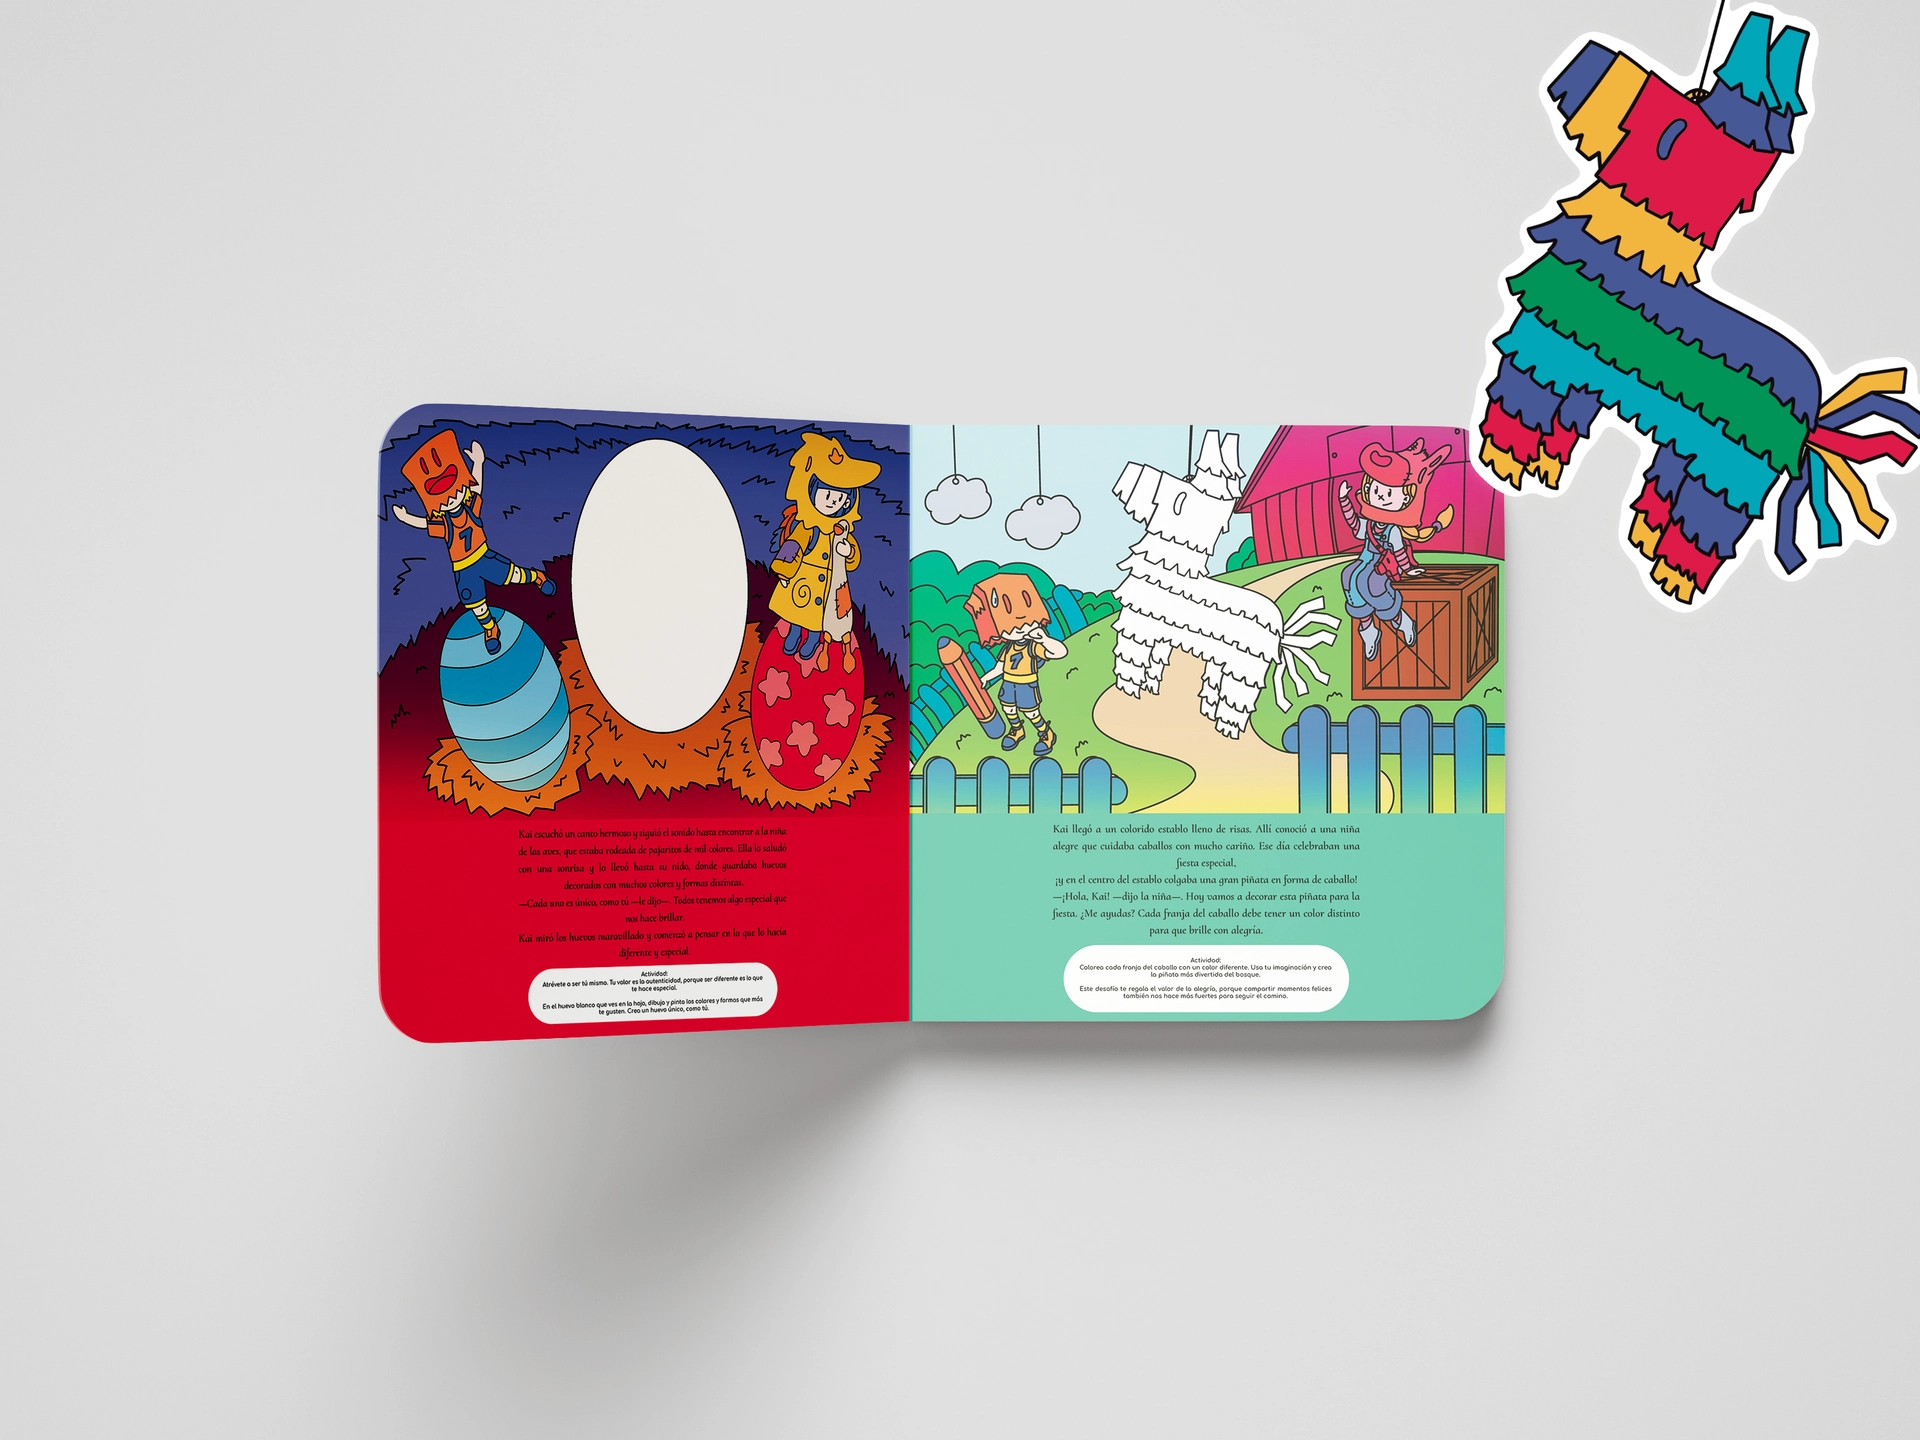 7
Kai escuchó un canto hermoso y siguió el sonido hasta encontrar a la niña
de las aves, que estaba rodeada de pajaritos de mil colores. Ella lo saludó
con una sonrisa y lo llevó hasta su nido, donde guardaba huevos
decorados con muchos colores y formas distintas.
—Cada uno es único, como tú —le dijo—. Todos tenemos algo especial que
nos hace brillar.
Kai miró los huevos maravillado y comenzó a pensar en lo que lo hacía
diferente y especial.
Actividad:
Atrévete a ser tú misma. Tu valor es la autenticidad, porque ser diferente es lo que
te hace especial.
En el huevo blanco que ves en la hoja, dibuja y pinta los colores y formas que más
te gusten. Crea un huevo único, como tú.
7
Kai llegó a un colorido establo lleno de risas. Allí conoció a una niña
alegre que cuidaba caballos con mucho cariño. Ese día celebraban una
fiesta especial,
¡y en el centro del establo colgaba una gran piñata en forma de caballo!
—¡Hola, Kai! —dijo la niña—. Hoy vamos a decorar esta piñata para la
fiesta. ¿Me ayudas? Cada franja del caballo debe tener un color distinto
para que brille con alegría.
Actividad:
Colorea cada franja del caballo con un color diferente. Usa tu imaginación y crea
la piñata más divertida del bosque.
Este desafío te regala el valor de la alegría, porque compartir momentos felices
también nos hace más fuertes para seguir el camino.